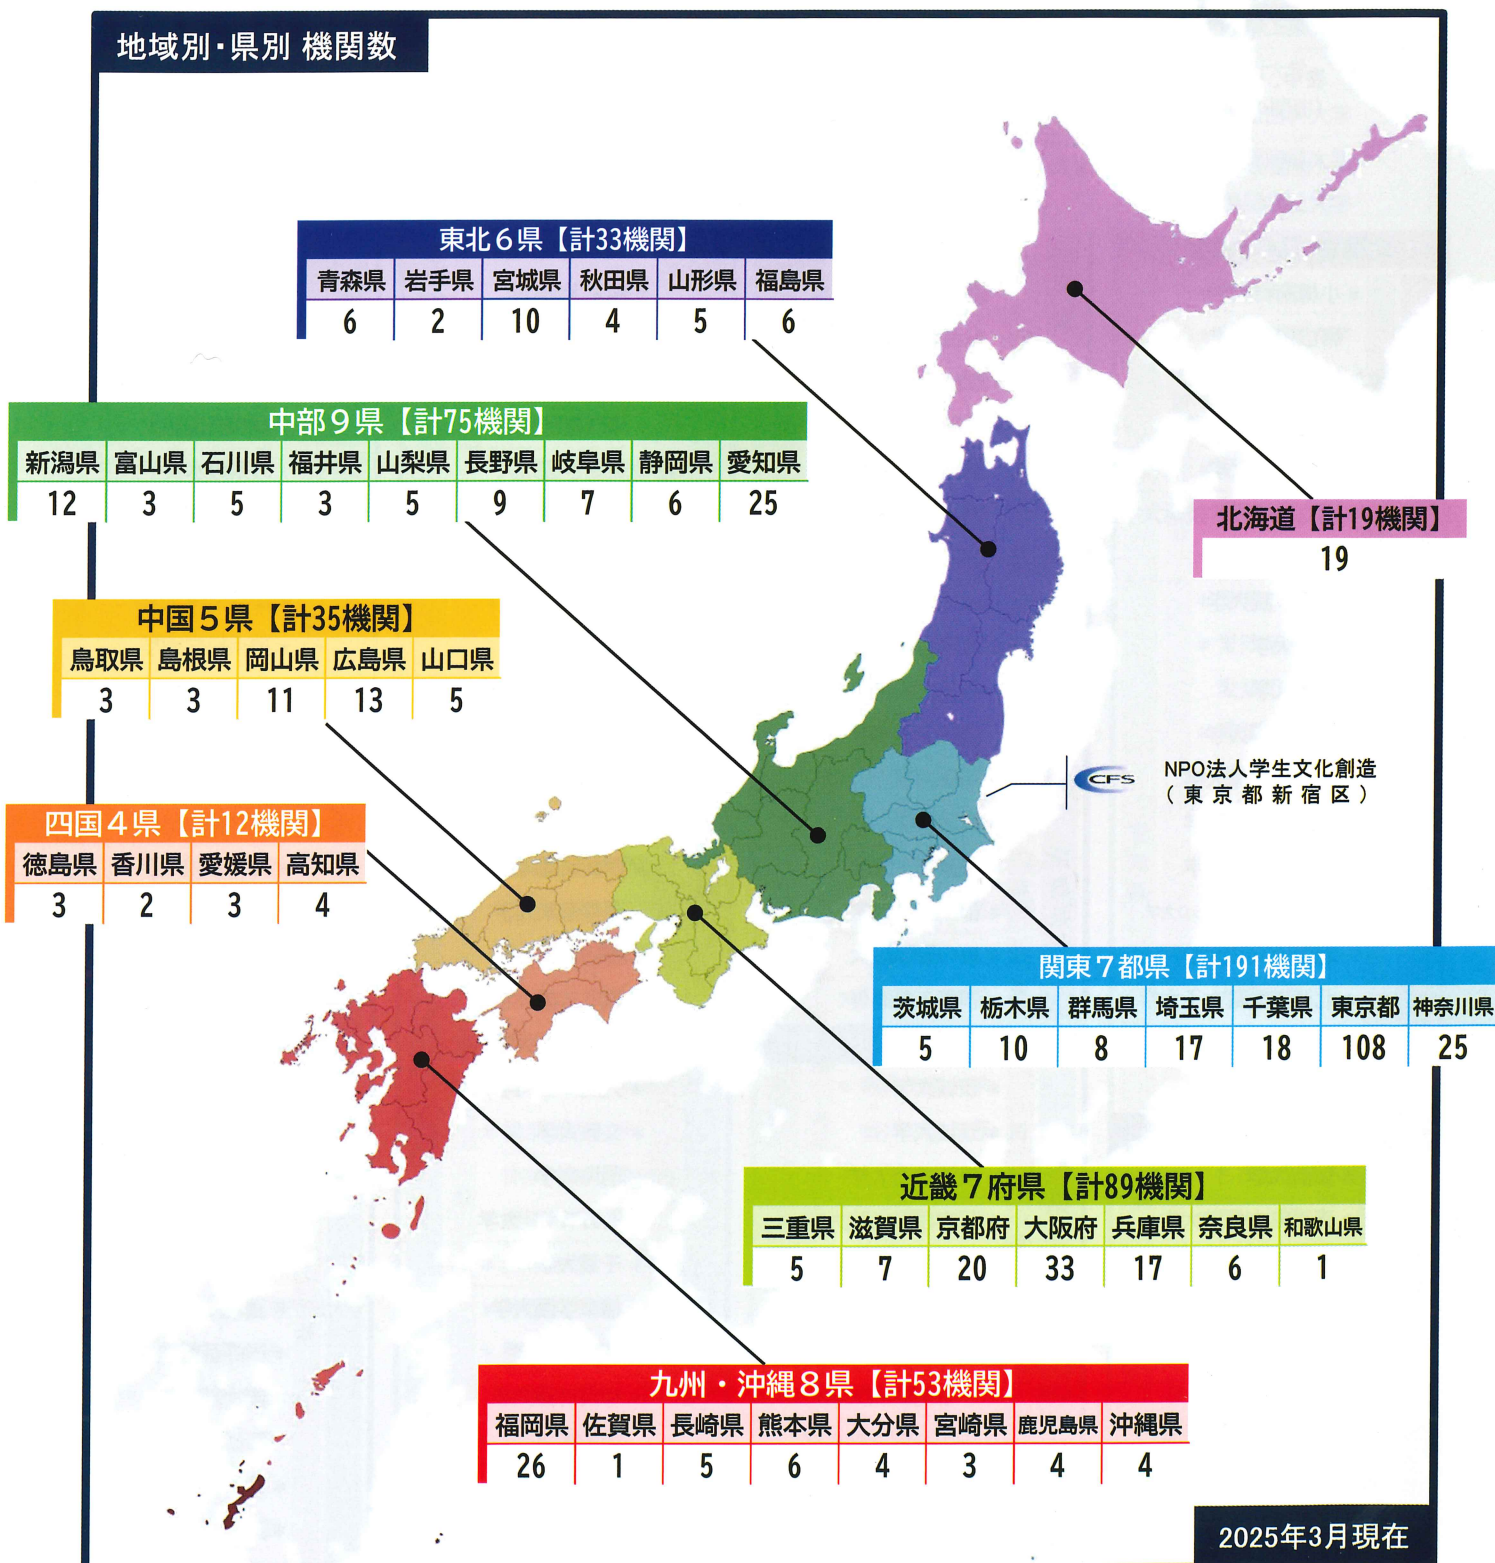 地域別・県別 機関数
東北６県【計33機関】
青森県 岩手県 宮城県 秋田県 山形県 福島県
6 2 10 4 5 6
中部９県【計75機関】
新潟県 富山県 石川県 福井県 山梨県 長野県 岐阜県 静岡県 愛知県
12 3 5 3 5 9 7 6 25
北海道【計19機関】
19
中国５県【計35機関】
鳥取県 島根県 岡山県 広島県 山口県
3 3 11 13 5
CFS
NPO法人学生文化創造
（東京都新宿区）
四国４県【計12機関】
徳島県 香川県 愛媛県 高知県
3 2 3 4
関東７都県【計191機関】
茨城県 栃木県 群馬県 埼玉県 千葉県 東京都 神奈川県
5 10 8 17 18 108 25
近畿７府県【計89機関】
三重県 滋賀県 京都府 大阪府 兵庫県 奈良県 和歌山県
5 7 20 33 17 6 1
九州・沖縄８県【計53機関】
福岡県 佐賀県 長崎県 熊本県 大分県 宮崎県 鹿児島県 沖縄県
26 1 5 6 4 3 4 4
2025年3月現在